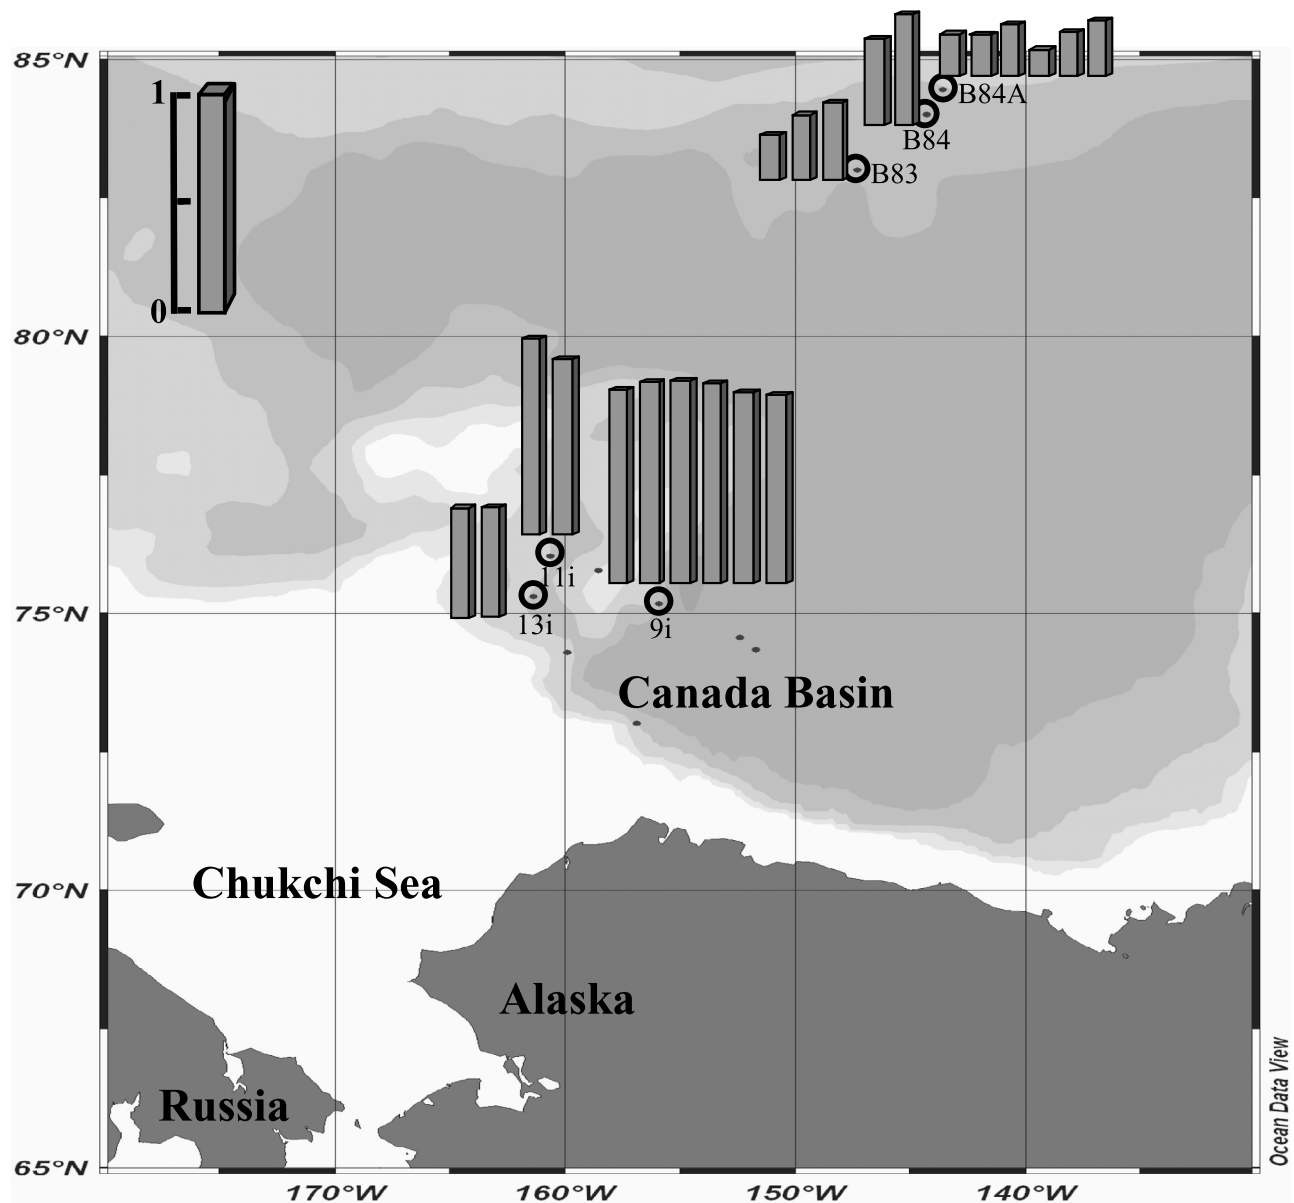 85°N
1
B84A
B84
B83
0
80°N
11i
75°N
13i
9i
Canada Basin
70°N
Chukchi Sea
Alaska
Russia
Ocean Data View
65°N
170°W
160°W
150°W
140°W